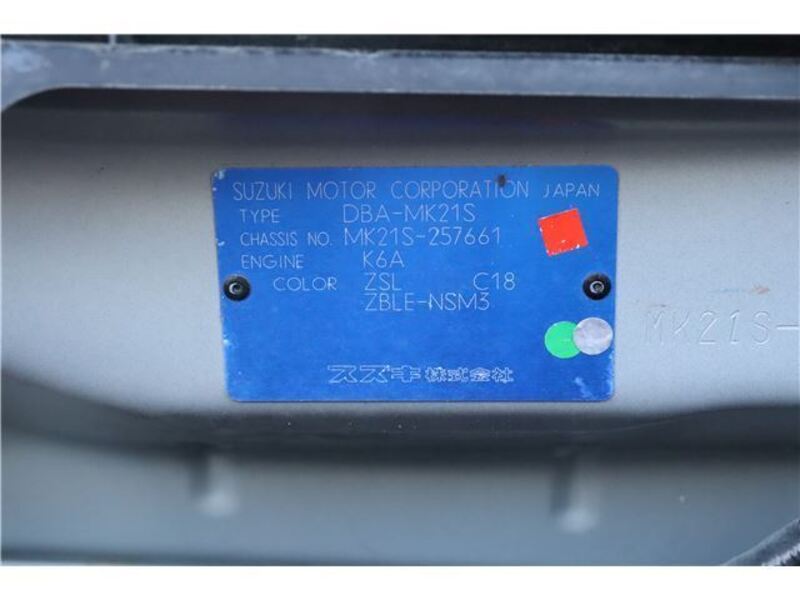 SUZUKI MOTOR CORPORATION JAPAN
TYPE DBA-MK21S
CHASSIS NO. MK21S-257661
ENGINE K6A
COLOR ZSL C18
ZBLE-NSM3
スズキ株式会社
MK21S-